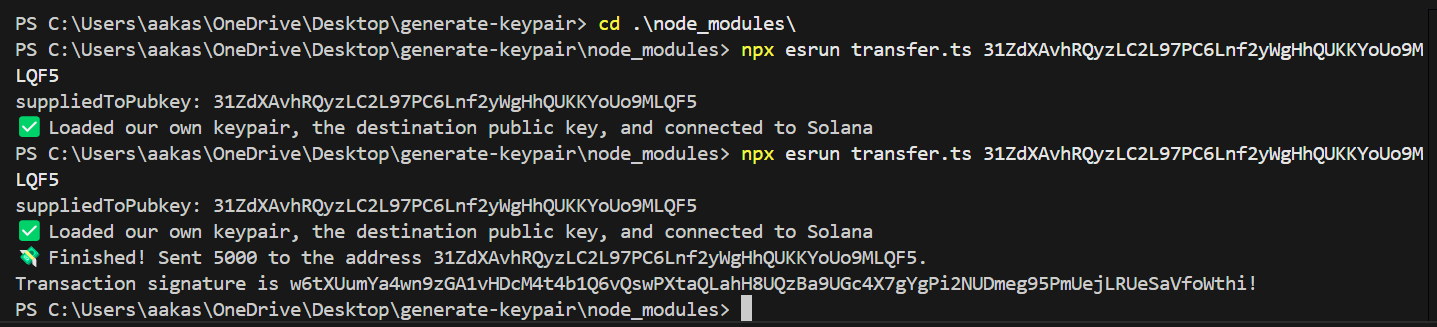 PS C:\Users\aakas\OneDrive\Desktop\generate-keypair> cd .\node_modules\
PS C:\Users\aakas\OneDrive\Desktop\generate-keypair\node_modules> npx esrun transfer.ts 31ZdXAvhRQyzLC2L97PC6Lnf2yWgHhQUKKYoUo9M
LQF5
suppliedToPubkey: 31ZdXAvhRQyzLC2L97PC6Lnf2yWgHhQUKKYoUo9MLQF5
✅ Loaded our own keypair, the destination public key, and connected to Solana
PS C:\Users\aakas\OneDrive\Desktop\generate-keypair\node_modules> npx esrun transfer.ts 31ZdXAvhRQyzLC2L97PC6Lnf2yWgHhQUKKYoUo9M
LQF5
suppliedToPubkey: 31ZdXAvhRQyzLC2L97PC6Lnf2yWgHhQUKKYoUo9MLQF5
✅ Loaded our own keypair, the destination public key, and connected to Solana
💸 Finished! Sent 5000 to the address 31ZdXAvhRQyzLC2L97PC6Lnf2yWgHhQUKKYoUo9MLQF5.
Transaction signature is w6tXUumYa4wn9zGA1vHDcM4t4b1Q6vQswPXtaQLahH8UQzBa9UGc4X7gYgPi2NUDmeg95PmUejLRUeSaVfoWthi!
PS C:\Users\aakas\OneDrive\Desktop\generate-keypair\node_modules>